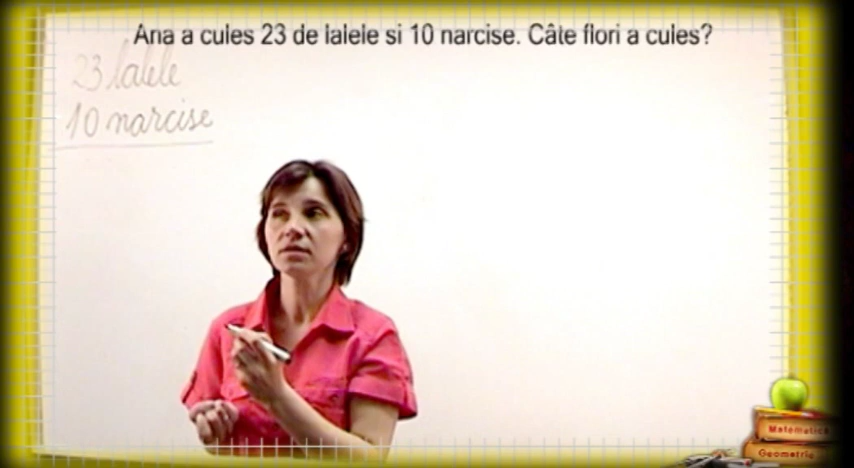 Ana a cules 23 de lalele si 10 narcise. Câte flori a cules?
23 lalele
10 narcise
Matematica
Geometrie